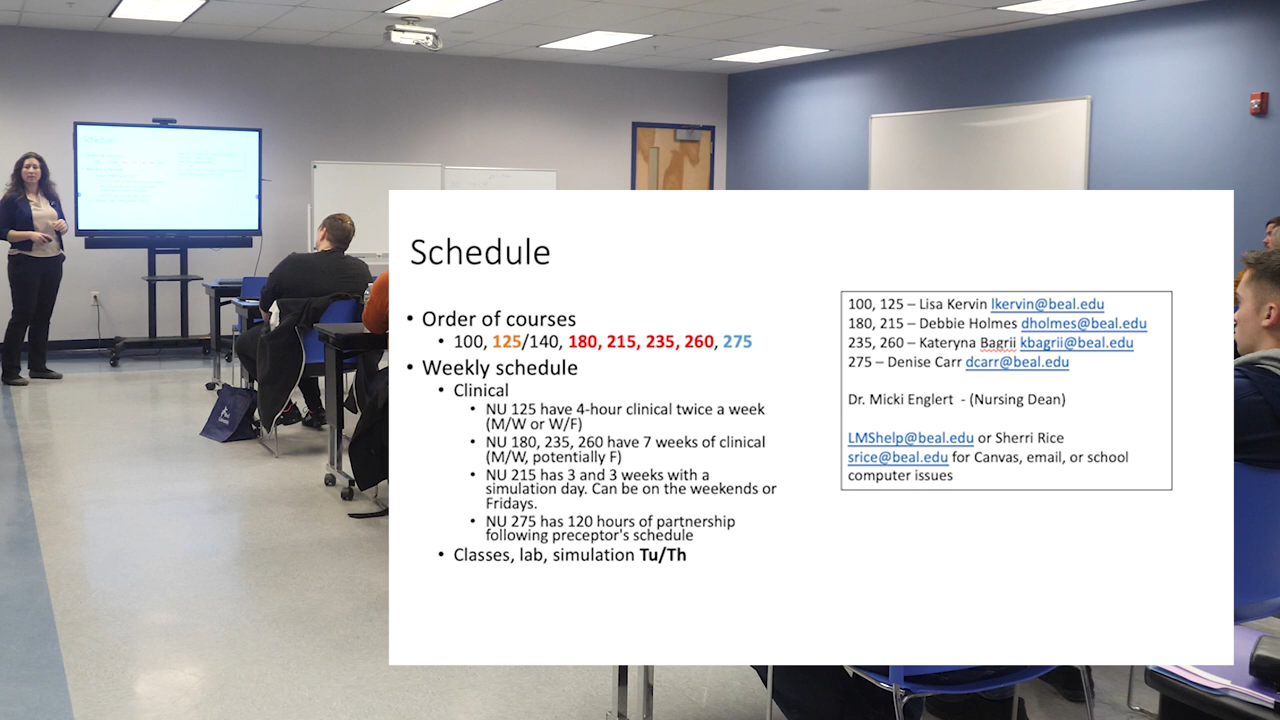 Schedule
• Order of courses
• 100, 125/140, 180, 215, 235, 260, 275
• Weekly schedule
• Clinical
• NU 125 have 4-hour clinical twice a week
(M/W or W/F)
• NU 180, 235, 260 have 7 weeks of clinical
(M/W, potentially F)
• NU 215 has 3 and 3 weeks with a
simulation day. Can be on the weekends or
Fridays.
• NU 275 has 120 hours of partnership
following preceptor's schedule
• Classes, lab, simulation Tu/Th
100, 125 – Lisa Kervin lkervin@beal.edu
180, 215 – Debbie Holmes dholmes@beal.edu
235, 260 – Kateryna Bagrii kbagrii@beal.edu
275 – Denise Carr dcarr@beal.edu
Dr. Micki Englert - (Nursing Dean)
LMShelp@beal.edu or Sherri Rice
srice@beal.edu for Canvas, email, or school
computer issues